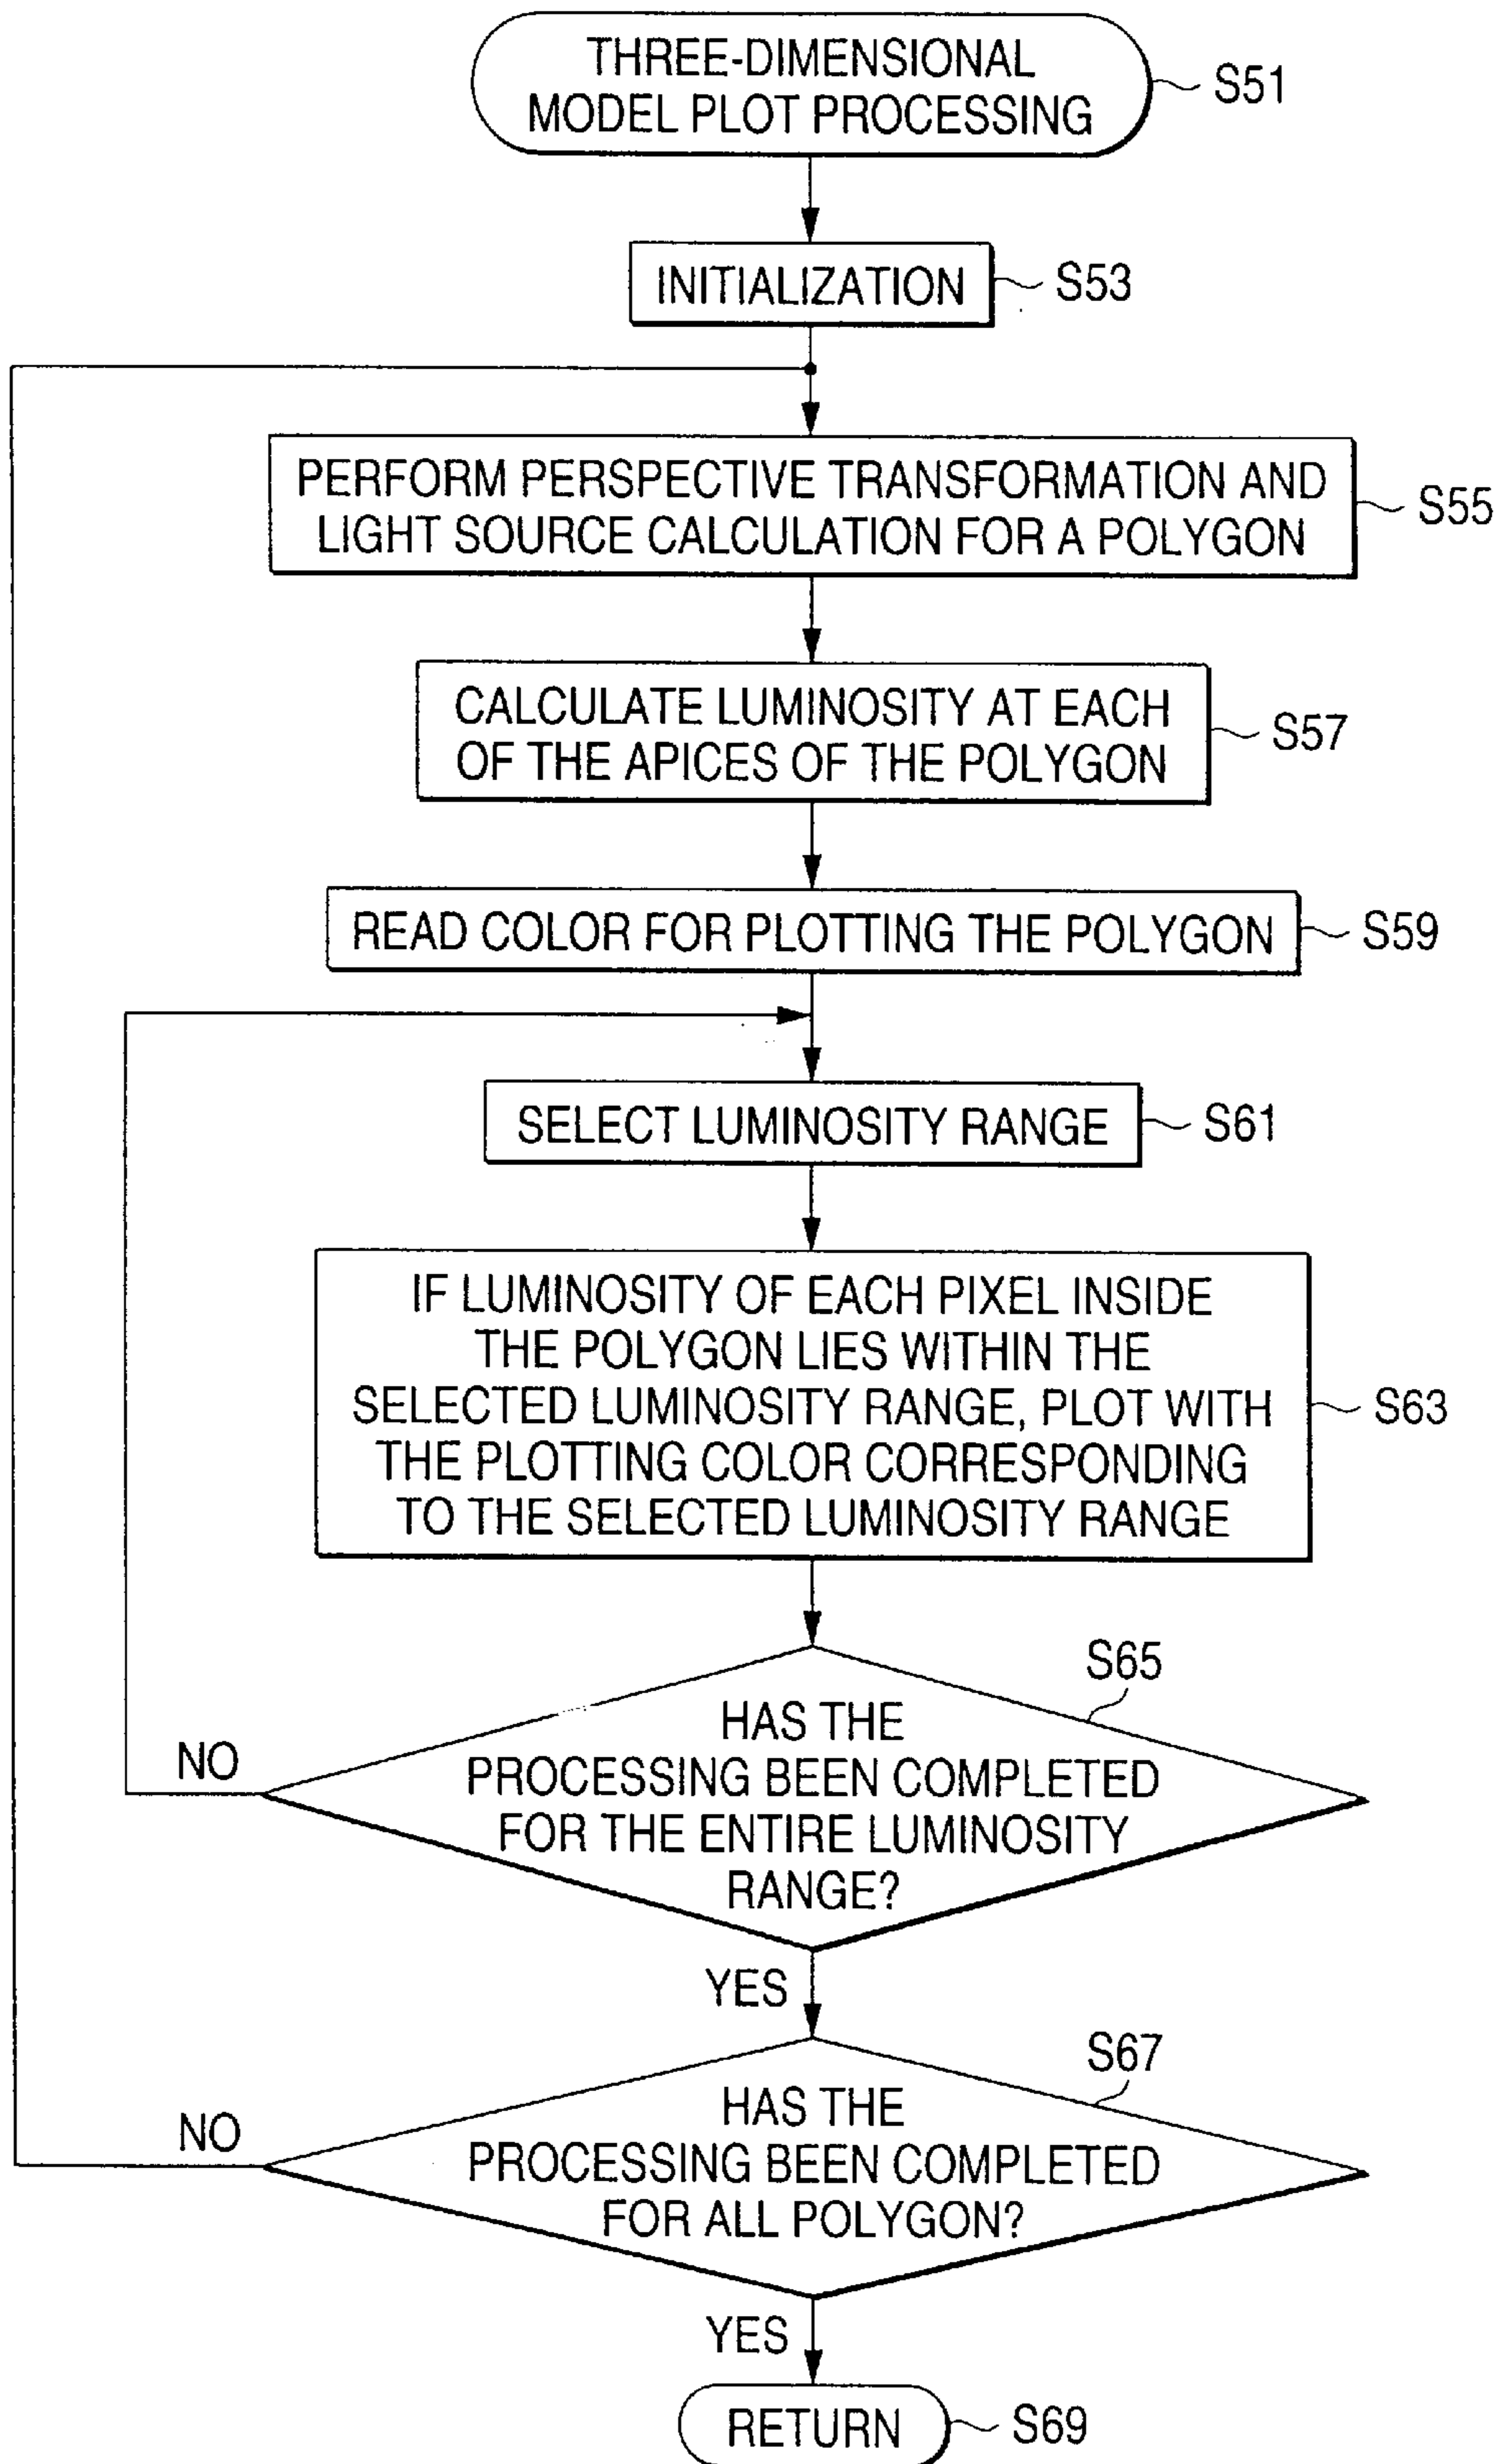 THREE-DIMENSIONAL
MODEL PLOT PROCESSING
S51
INITIALIZATION
S53
PERFORM PERSPECTIVE TRANSFORMATION AND
LIGHT SOURCE CALCULATION FOR A POLYGON
S55
CALCULATE LUMINOSITY AT EACH
OF THE APICES OF THE POLYGON
S57
READ COLOR FOR PLOTTING THE POLYGON
S59
SELECT LUMINOSITY RANGE
S61
IF LUMINOSITY OF EACH PIXEL INSIDE
THE POLYGON LIES WITHIN THE
SELECTED LUMINOSITY RANGE, PLOT WITH
THE PLOTTING COLOR CORRESPONDING
TO THE SELECTED LUMINOSITY RANGE
S63
S65
HAS THE
PROCESSING BEEN COMPLETED
FOR THE ENTIRE LUMINOSITY
RANGE?
NO
YES
S67
HAS THE
PROCESSING BEEN COMPLETED
FOR ALL POLYGON?
NO
YES
RETURN
S69